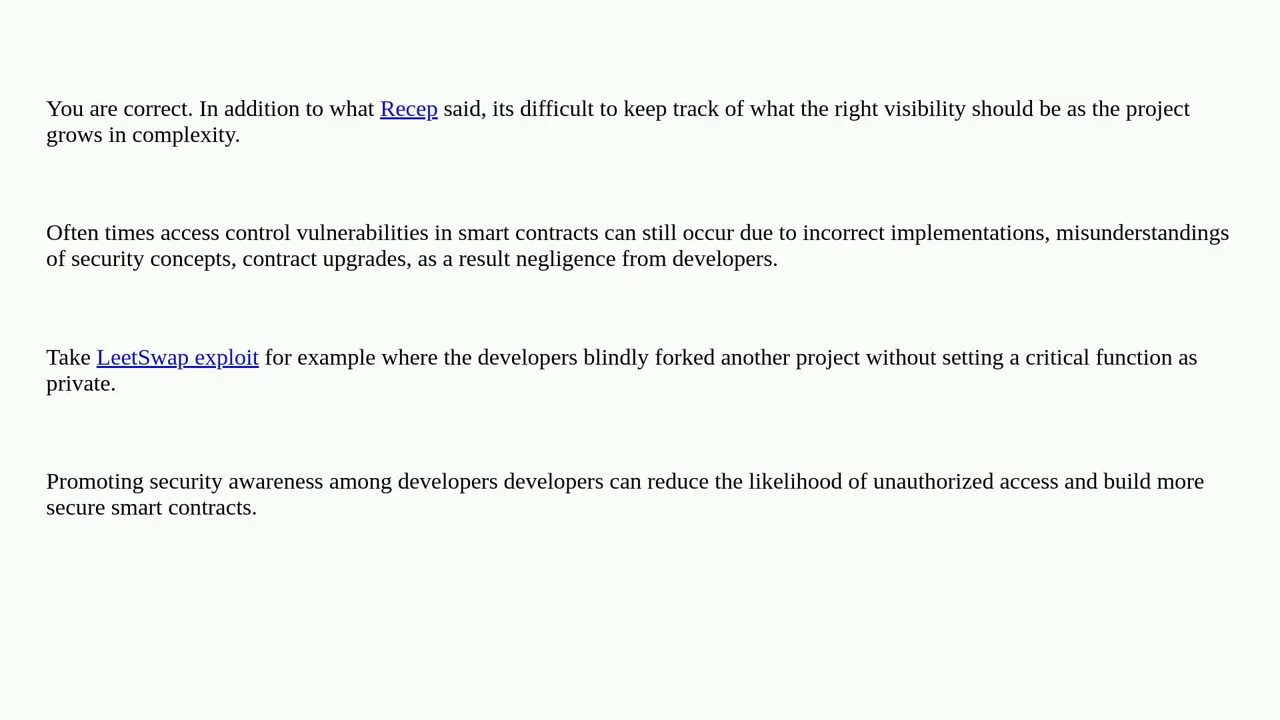 You are correct. In addition to what Recep said, its difficult to keep track of what the right visibility should be as the project
grows in complexity.
Often times access control vulnerabilities in smart contracts can still occur due to incorrect implementations, misunderstandings
of security concepts, contract upgrades, as a result negligence from developers.
Take LeetSwap exploit for example where the developers blindly forked another project without setting a critical function as
private.
Promoting security awareness among developers developers can reduce the likelihood of unauthorized access and build more
secure smart contracts.